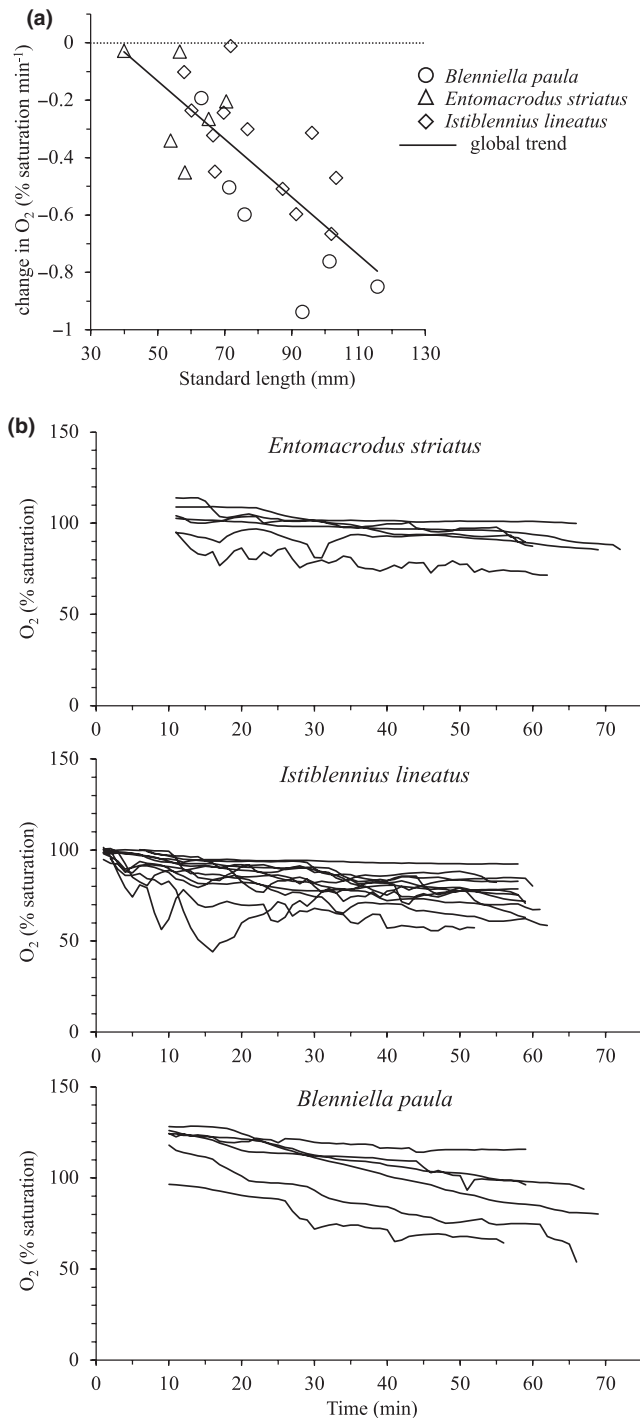 (a)
0
−0.2
−0.4
−0.6
−0.8
−1
change in O₂ (% saturation min⁻¹)
30 50 70 90 110 130
Standard length (mm)
Blenniella paula
Entomacrodus striatus
Istiblennius lineatus
global trend
(b)
Entomacrodus striatus
150
100
50
0
O₂ (% saturation)
0 10 20 30 40 50 60 70
Istiblennius lineatus
150
100
50
0
O₂ (% saturation)
0 10 20 30 40 50 60 70
Blenniella paula
150
100
50
0
O₂ (% saturation)
0 10 20 30 40 50 60 70
Time (min)